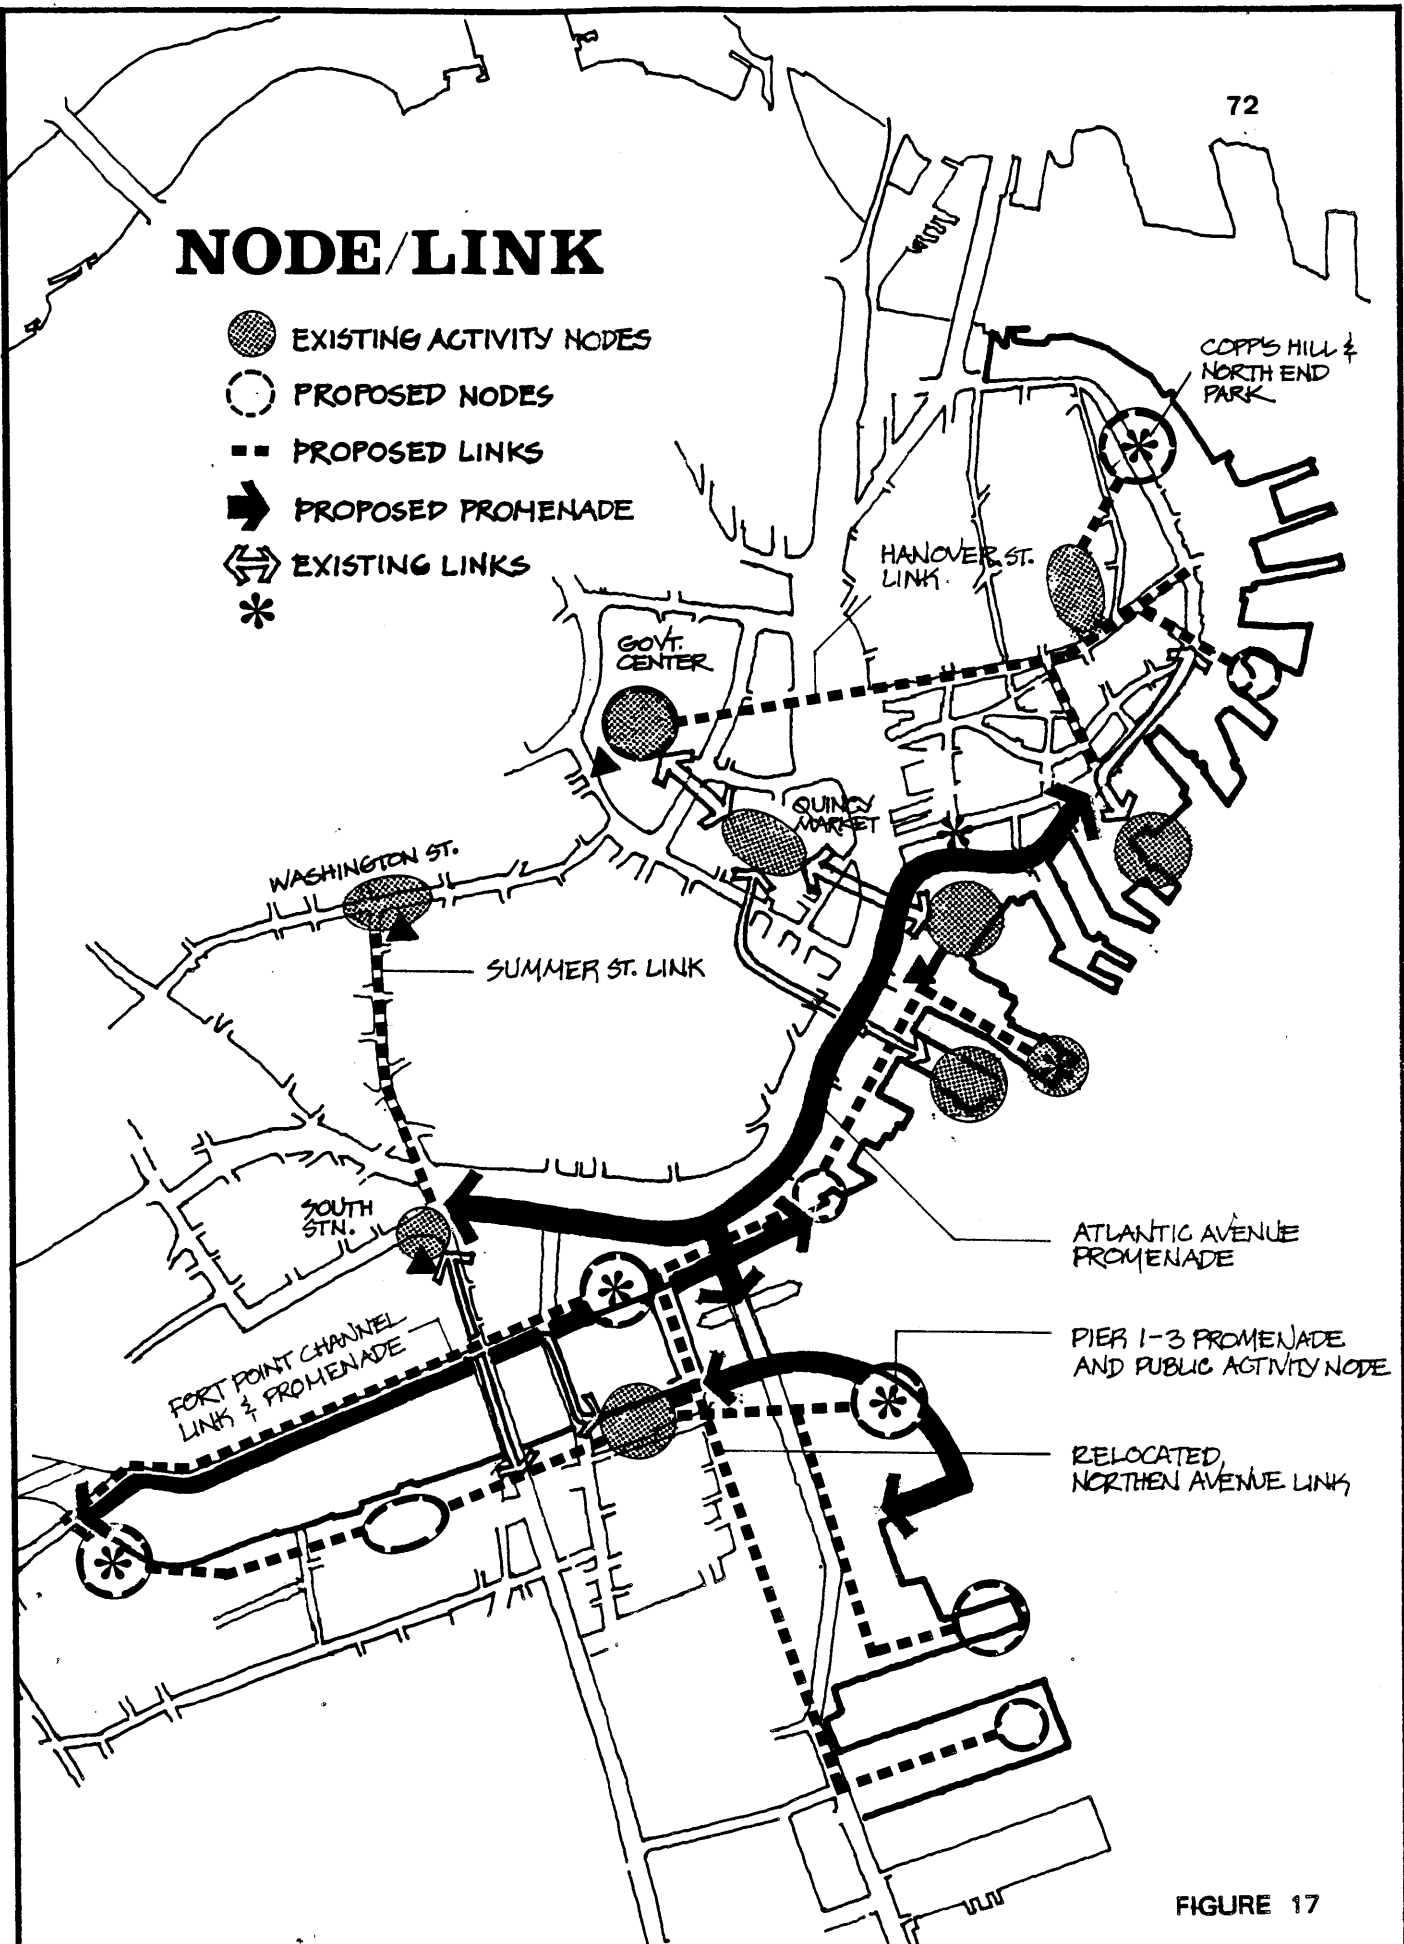 72
NODE/LINK
EXISTING ACTIVITY NODES
PROPOSED NODES
PROPOSED LINKS
PROPOSED PROMENADE
EXISTING LINKS
COPP'S HILL &
NORTH END
PARK
HANOVER ST.
LINK
GOVT.
CENTER
QUINCY
MARKET
WASHINGTON ST.
SUMMER ST. LINK
SOUTH
STN.
ATLANTIC AVENUE
PROMENADE
FORT POINT CHANNEL
LINK & PROMENADE
PIER 1-3 PROMENADE
AND PUBLIC ACTIVITY NODE
RELOCATED
NORTHEN AVENUE LINK
FIGURE 17